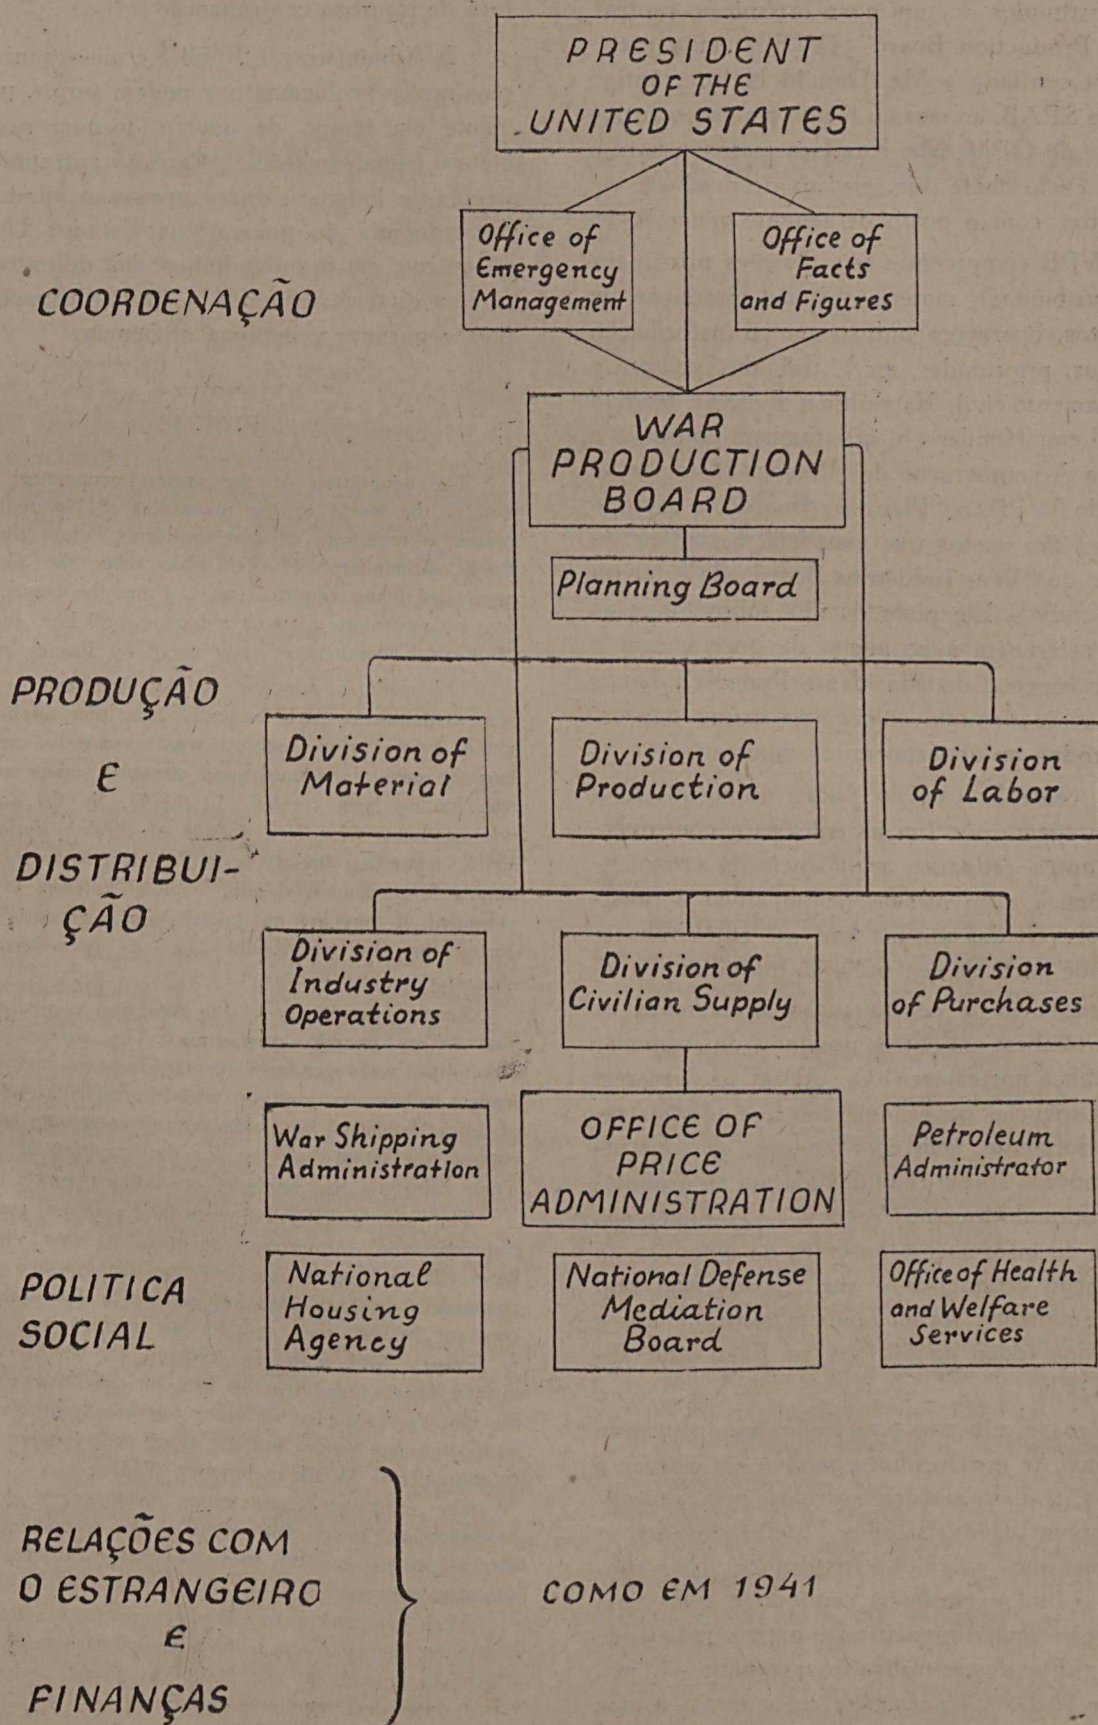 PRESIDENT
OF THE
UNITED STATES
Office of
Emergency
Management
Office of
Facts
and Figures
COORDENAÇÃO
WAR
PRODUCTION
BOARD
Planning Board
PRODUÇÃO
E
DISTRIBUI-
ÇÃO
Division of
Material
Division of
Production
Division
of Labor
Division of
Industry
Operations
Division of
Civilian Supply
Division
of Purchases
War Shipping
Administration
OFFICE OF
PRICE
ADMINISTRATION
Petroleum
Administrator
POLITICA
SOCIAL
National
Housing
Agency
National Defense
Mediation
Board
Office of Health
and Welfare
Services
RELAÇÕES COM
O ESTRANGEIRO
E
FINANÇAS
COMO EM 1941